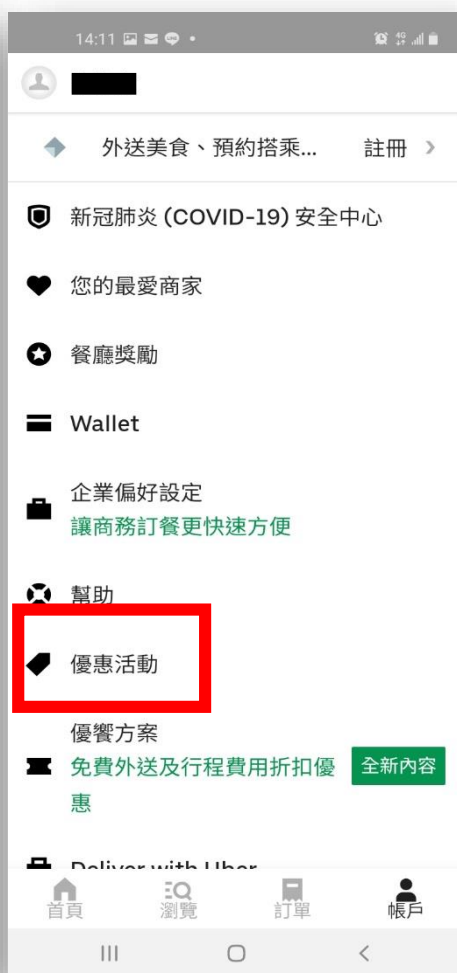 14:11
4G
外送美食、預約搭乘...
註冊
新冠肺炎 (COVID-19) 安全中心
您的最愛商家
餐廳獎勵
Wallet
企業偏好設定
讓商務訂餐更快速方便
幫助
優惠活動
優饗方案
免費外送及行程費用折扣優
惠
全新內容
Deliver with Uber
首頁
瀏覽
訂單
帳戶